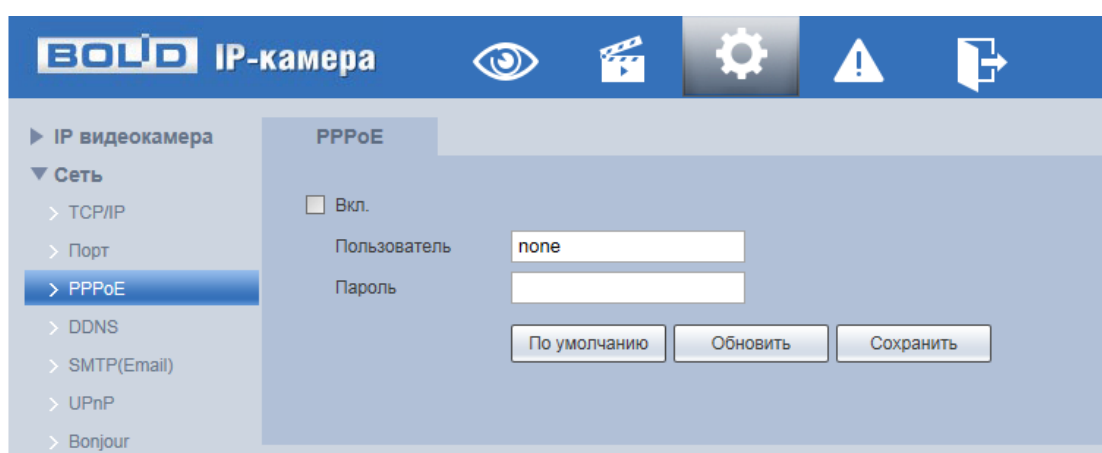 BOLID IP-камера
IP видеокамера
PPPoE
Сеть
TCP/IP
Вкл.
Порт
Пользователь none
PPPoE
Пароль
DDNS
По умолчанию Обновить Сохранить
SMTP(Email)
UPnP
Bonjour